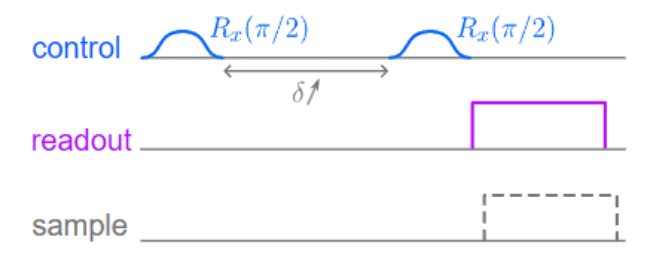 control R_x(π/2) R_x(π/2)
δ↗
readout
sample